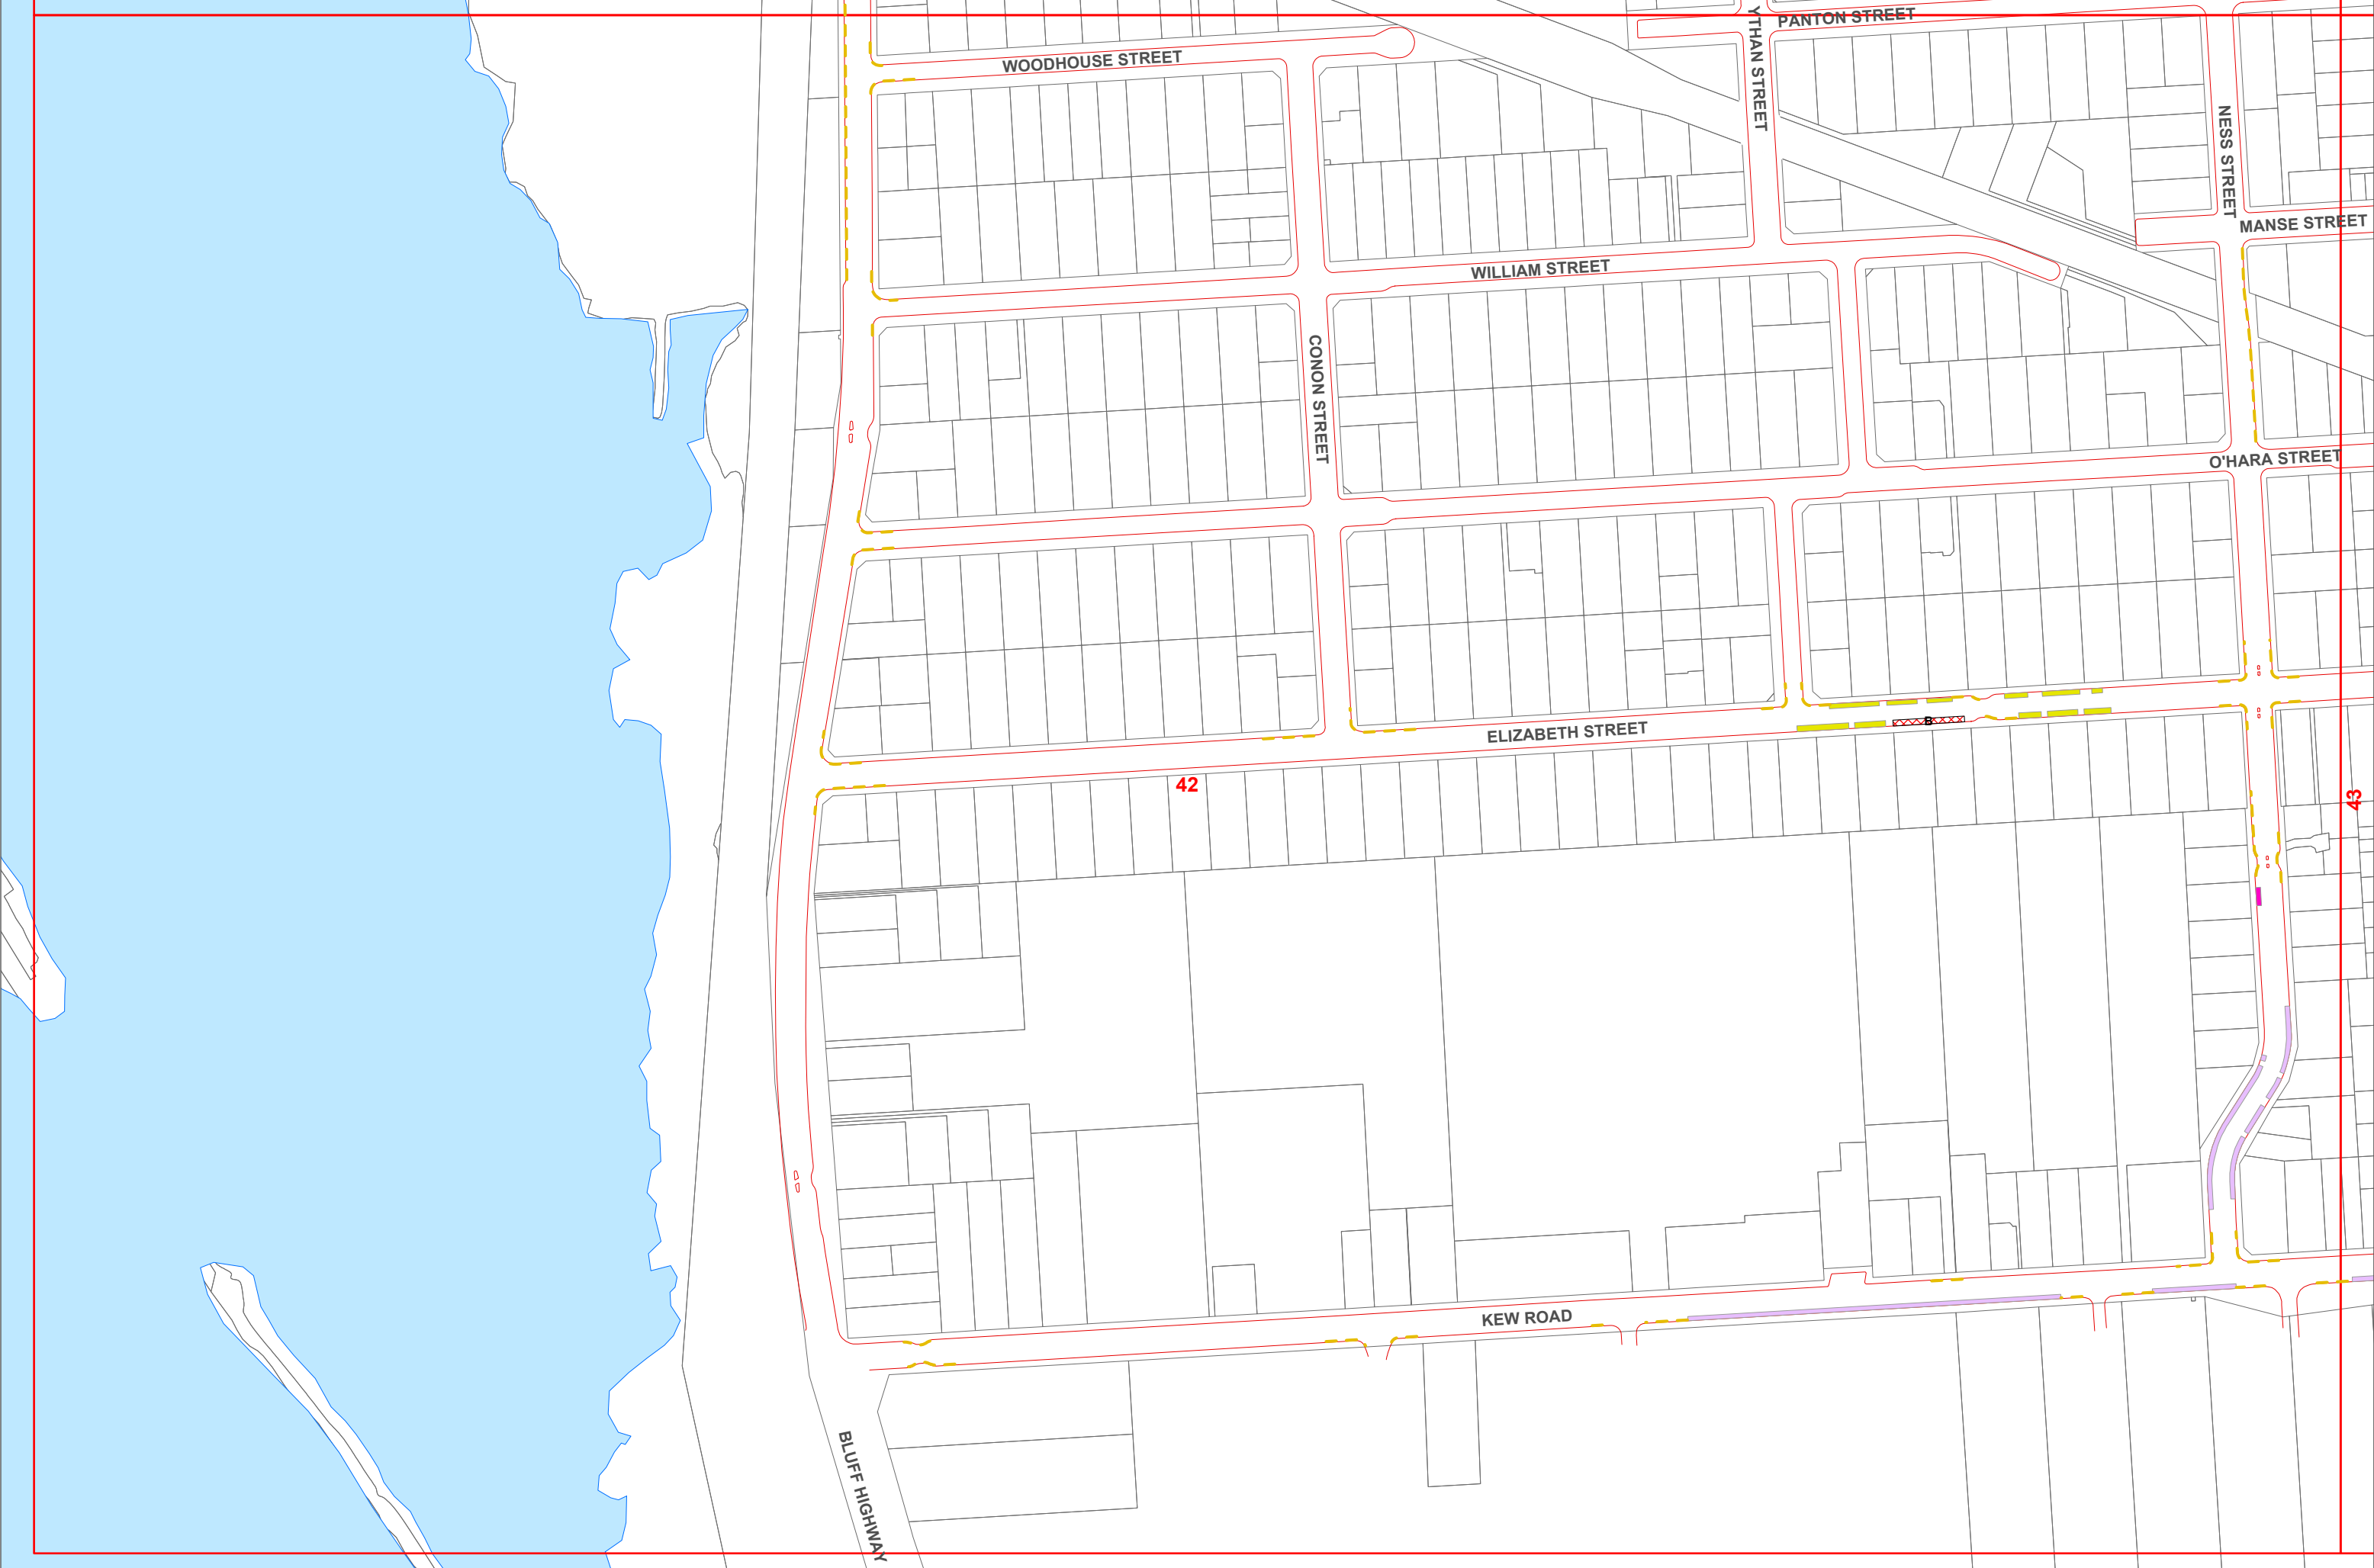 PANTON STREET
YTHAN STREET
WOODHOUSE STREET
NESS STREET
MANSE STREET
WILLIAM STREET
CONON STREET
O'HARA STREET
B
ELIZABETH STREET
42
43
KEW ROAD
BLUFF HIGHWAY